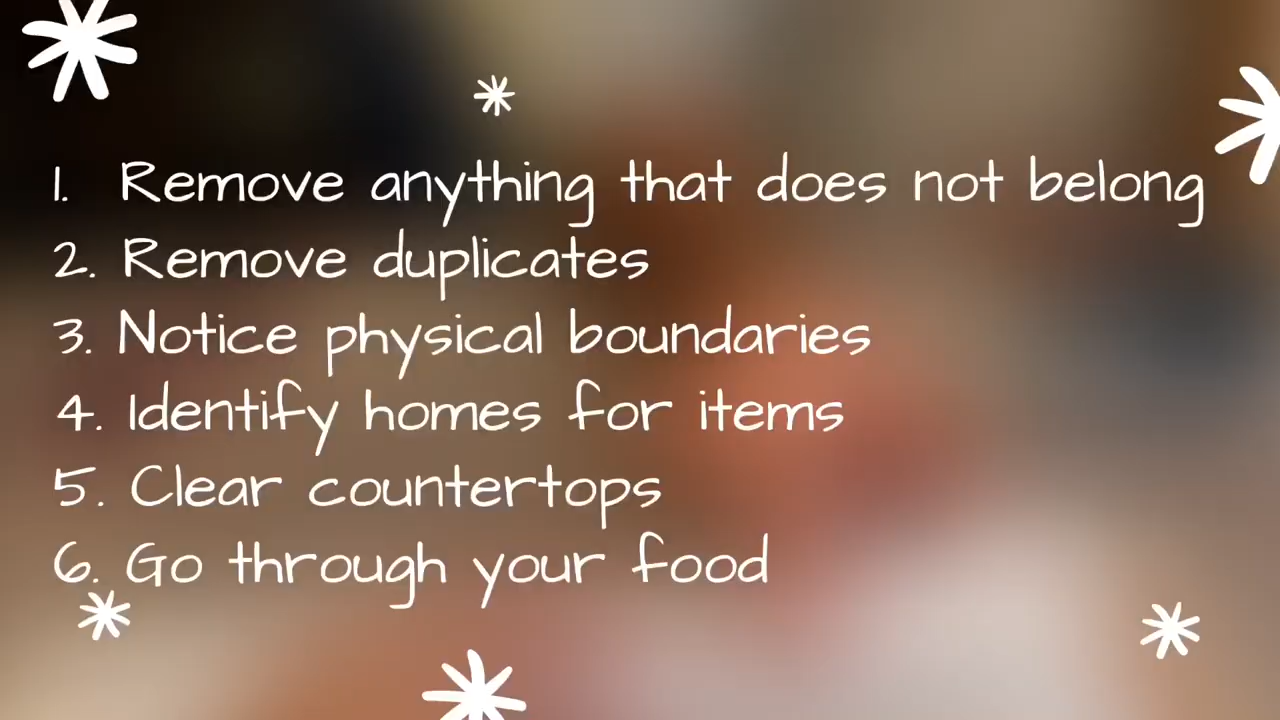 1. Remove anything that does not belong
2. Remove duplicates
3. Notice physical boundaries
4. Identify homes for items
5. Clear countertops
6. Go through your food